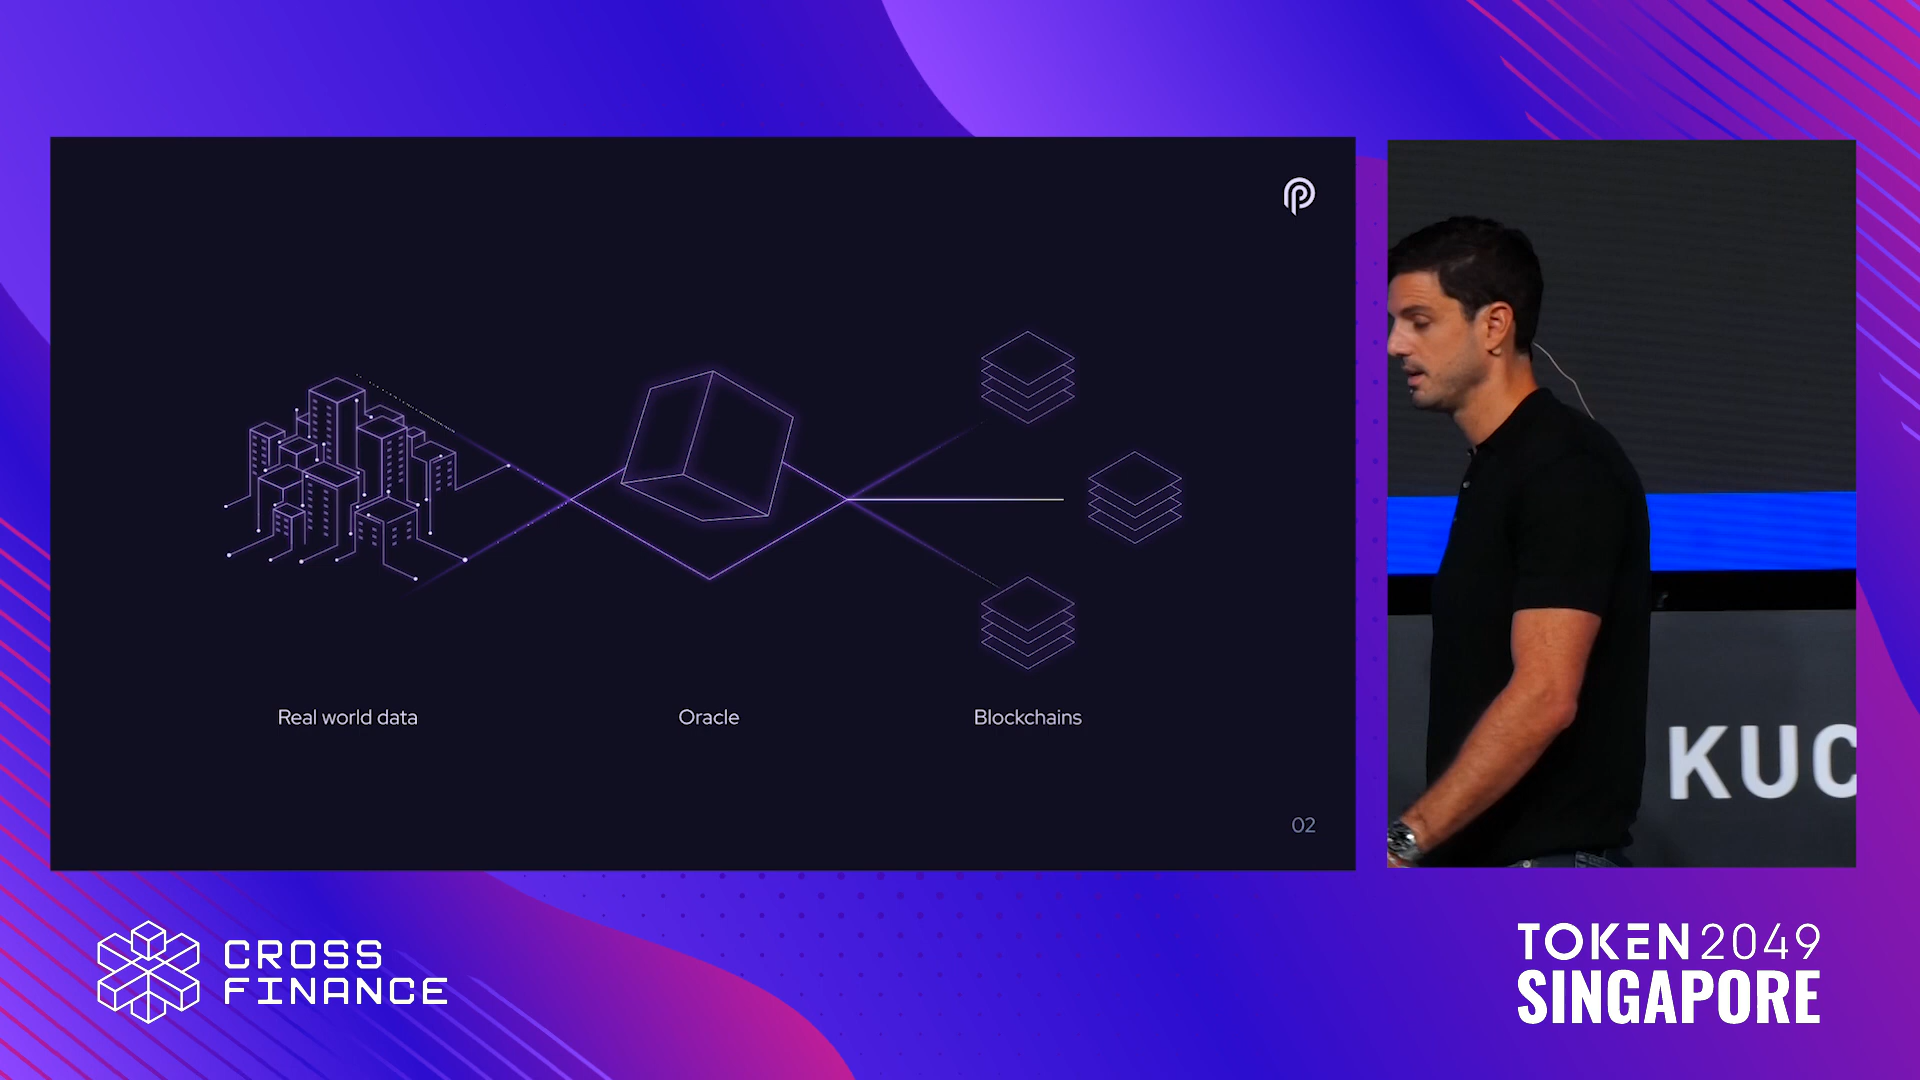 Real world data
Oracle
Blockchains
02
KUC
CROSS
FINANCE
TOKEN2049
SINGAPORE